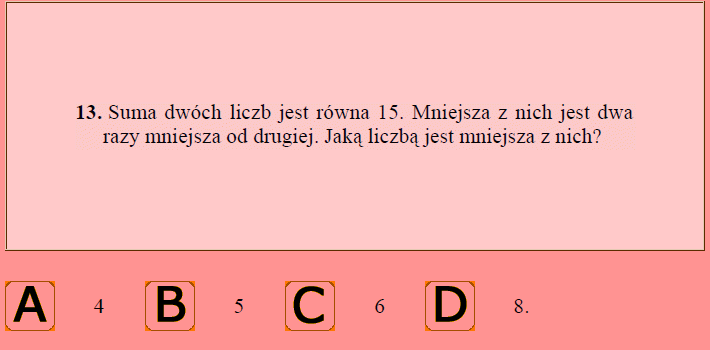 13. Suma dwóch liczb jest równa 15. Mniejsza z nich jest dwa
razy mniejsza od drugiej. Jaką liczbą jest mniejsza z nich?
A 4 B 5 C 6 D 8.